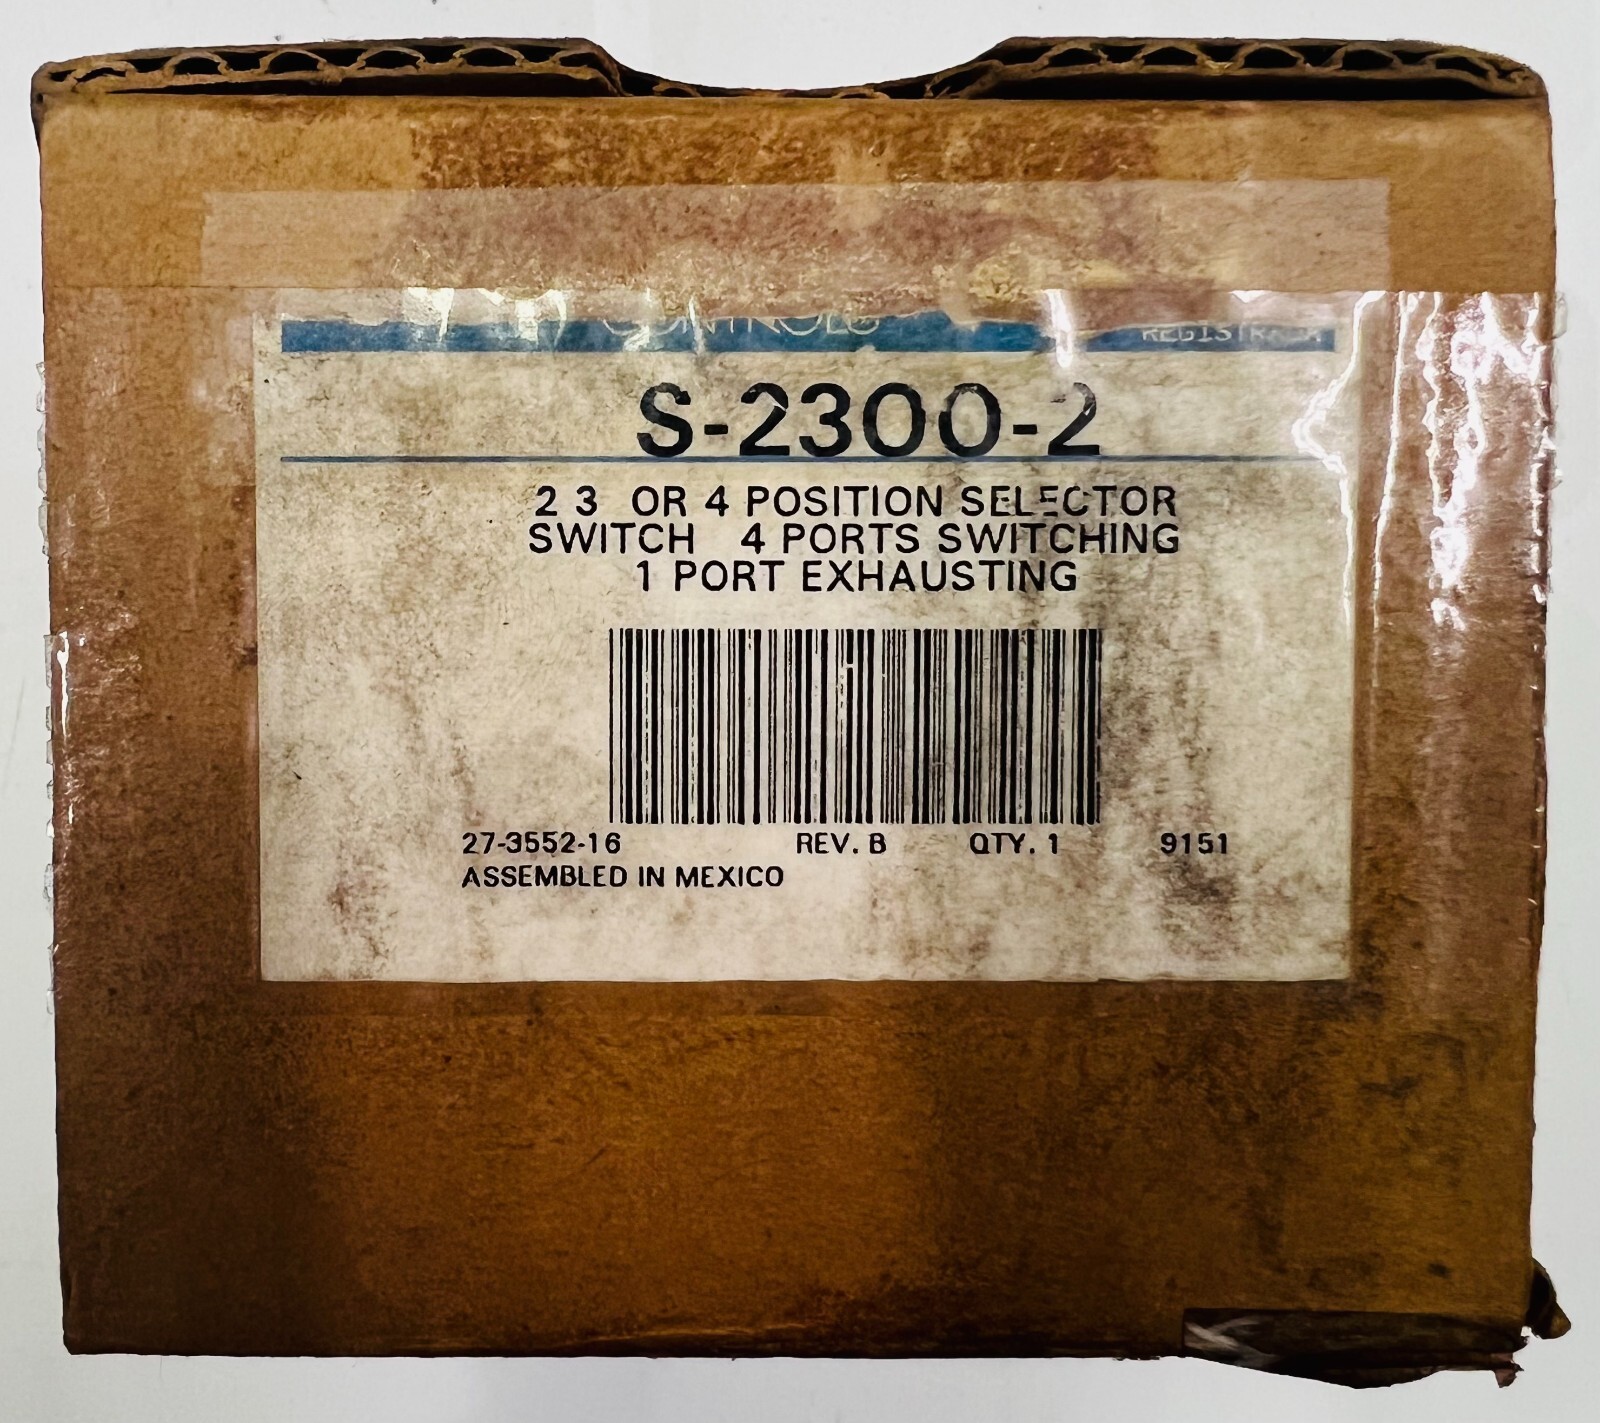 CONTROLS
S-2300-2
2 3 OR 4 POSITION SELECTOR
SWITCH 4 PORTS SWITCHING
1 PORT EXHAUSTING
27-3552-16 REV. B QTY. 1 9151
ASSEMBLED IN MEXICO